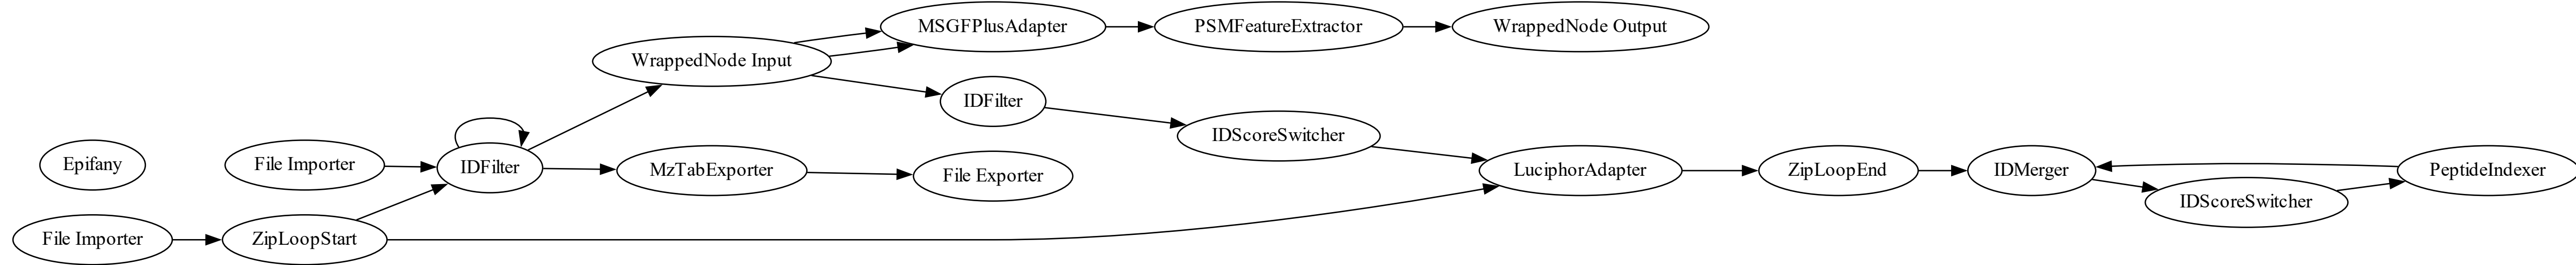 MSGFPlusAdapter
PSMFeatureExtractor
WrappedNode Output
WrappedNode Input
IDFilter
IDScoreSwitcher
Epifany
File Importer
IDFilter
MzTabExporter
File Exporter
LuciphorAdapter
ZipLoopEnd
IDMerger
PeptideIndexer
IDScoreSwitcher
File Importer
ZipLoopStart